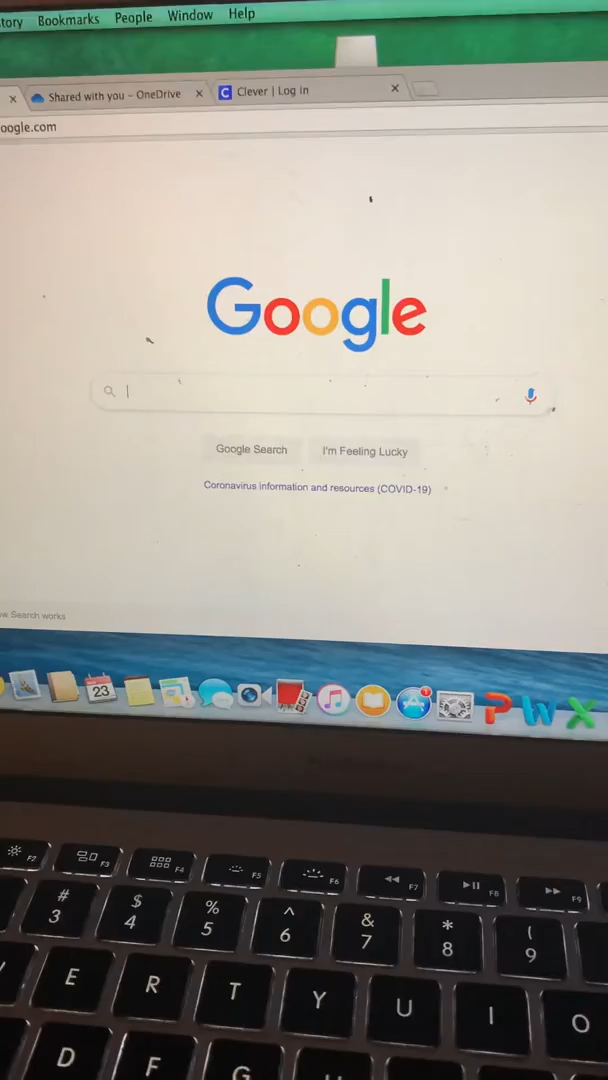 tory Bookmarks People Window Help
Shared with you – OneDrive
C Clever | Log in
oogle.com
Google
Google Search
I'm Feeling Lucky
Coronavirus information and resources (COVID-19)
ow Search works
23
1
P W X
F2 F3 F4 F5 F6 F7 F8 F9
# $ % ^ & * (
3 4 5 6 7 8 9
E R T Y U I O
D F G